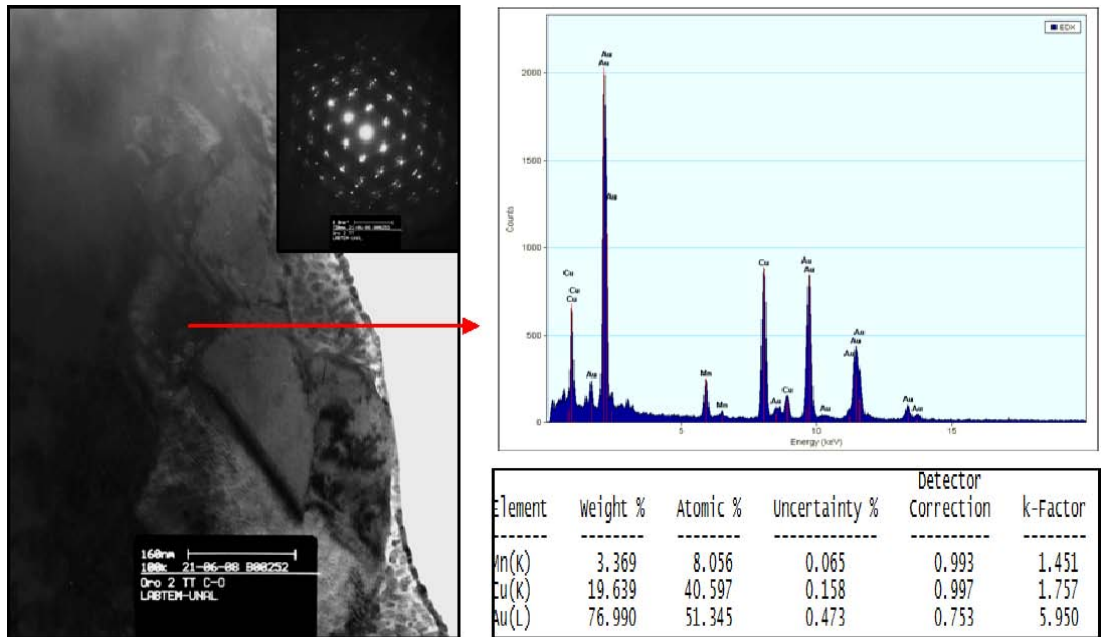 LABTEM-UNAL
160nm
100k 21-06-08 B00252
Oro 2 TT C-O
LABTEM-UNAL
EDX
Counts
2000
1500
1000
500
0
5
10
15
Energy (keV)
Cu
Cu
Cu
Au
Au
Au
Au
Mn
Mn
Cu
Au
Cu
Au
Au
Au
Au
Au
Au
Au
Au
Element Weight % Atomic % Uncertainty % Detector Correction k-Factor
Mn(K) 3.369 8.056 0.065 0.993 1.451
Cu(K) 19.639 40.597 0.158 0.997 1.757
Au(L) 76.990 51.345 0.473 0.753 5.950